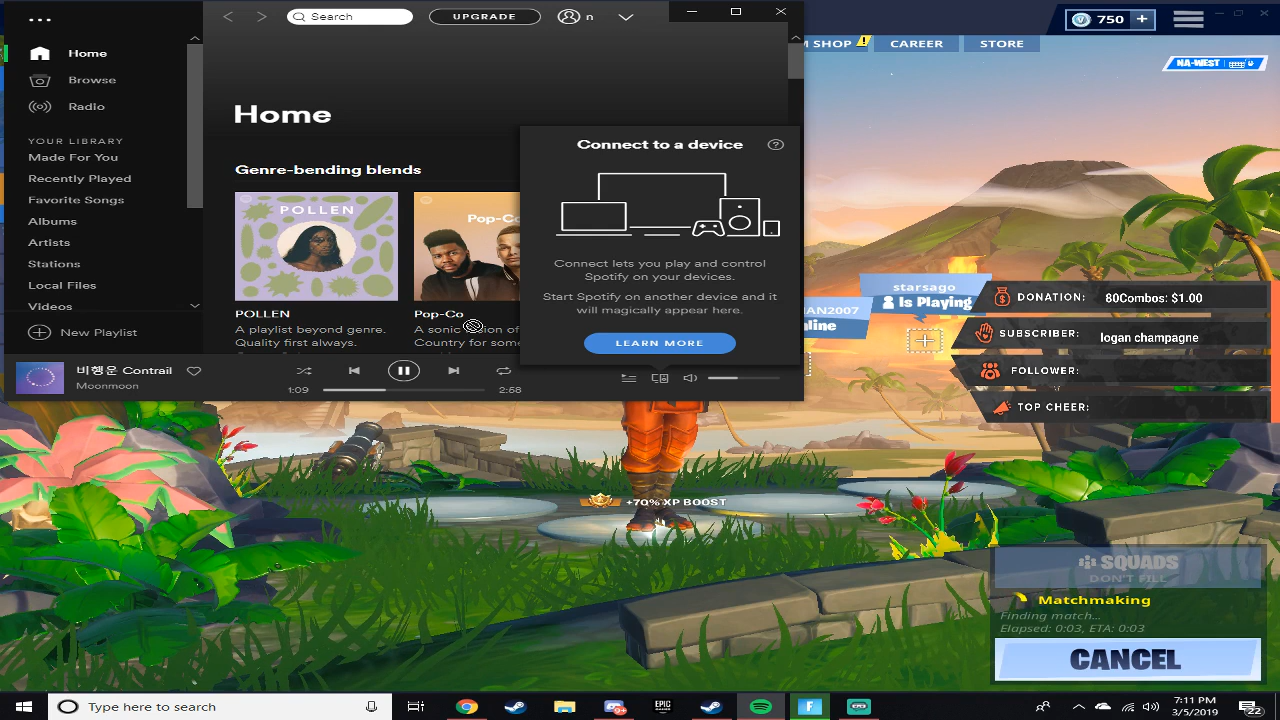 Search
UPGRADE
n
Home
Browse
Radio
YOUR LIBRARY
Made For You
Recently Played
Favorite Songs
Albums
Artists
Stations
Local Files
Videos
New Playlist
Home
Genre-bending blends
POLLEN
Pop-Co
POLLEN
A playlist beyond genre.
Quality first always.
Pop-Co
A sonic
of
Country for some
Connect to a device
?
Connect lets you play and control
Spotify on your devices.
Start Spotify on another device and it
will magically appear here.
LEARN MORE
비행운 Contrail
Moonmoon
1:09
2:58
750
SHOP
CAREER
STORE
NA-WEST
starsago
Is Playing
AN2007
nline
DONATION: 80Combos: $1.00
SUBSCRIBER: logan champagne
FOLLOWER:
TOP CHEER:
+70% XP BOOST
SQUADS
DON'T FILL
Matchmaking
Finding match...
Elapsed: 0:03, ETA: 0:03
CANCEL
Type here to search
EPIC
7:11 PM
3/5/2019
22